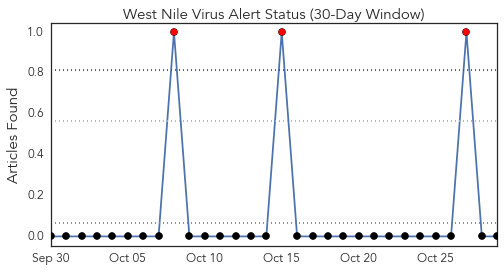 West Nile Virus Alert Status (30-Day Window)
Articles Found
1.0
0.8
0.6
0.4
0.2
0.0
Sep 30 Oct 05 Oct 10 Oct 15 Oct 20 Oct 25